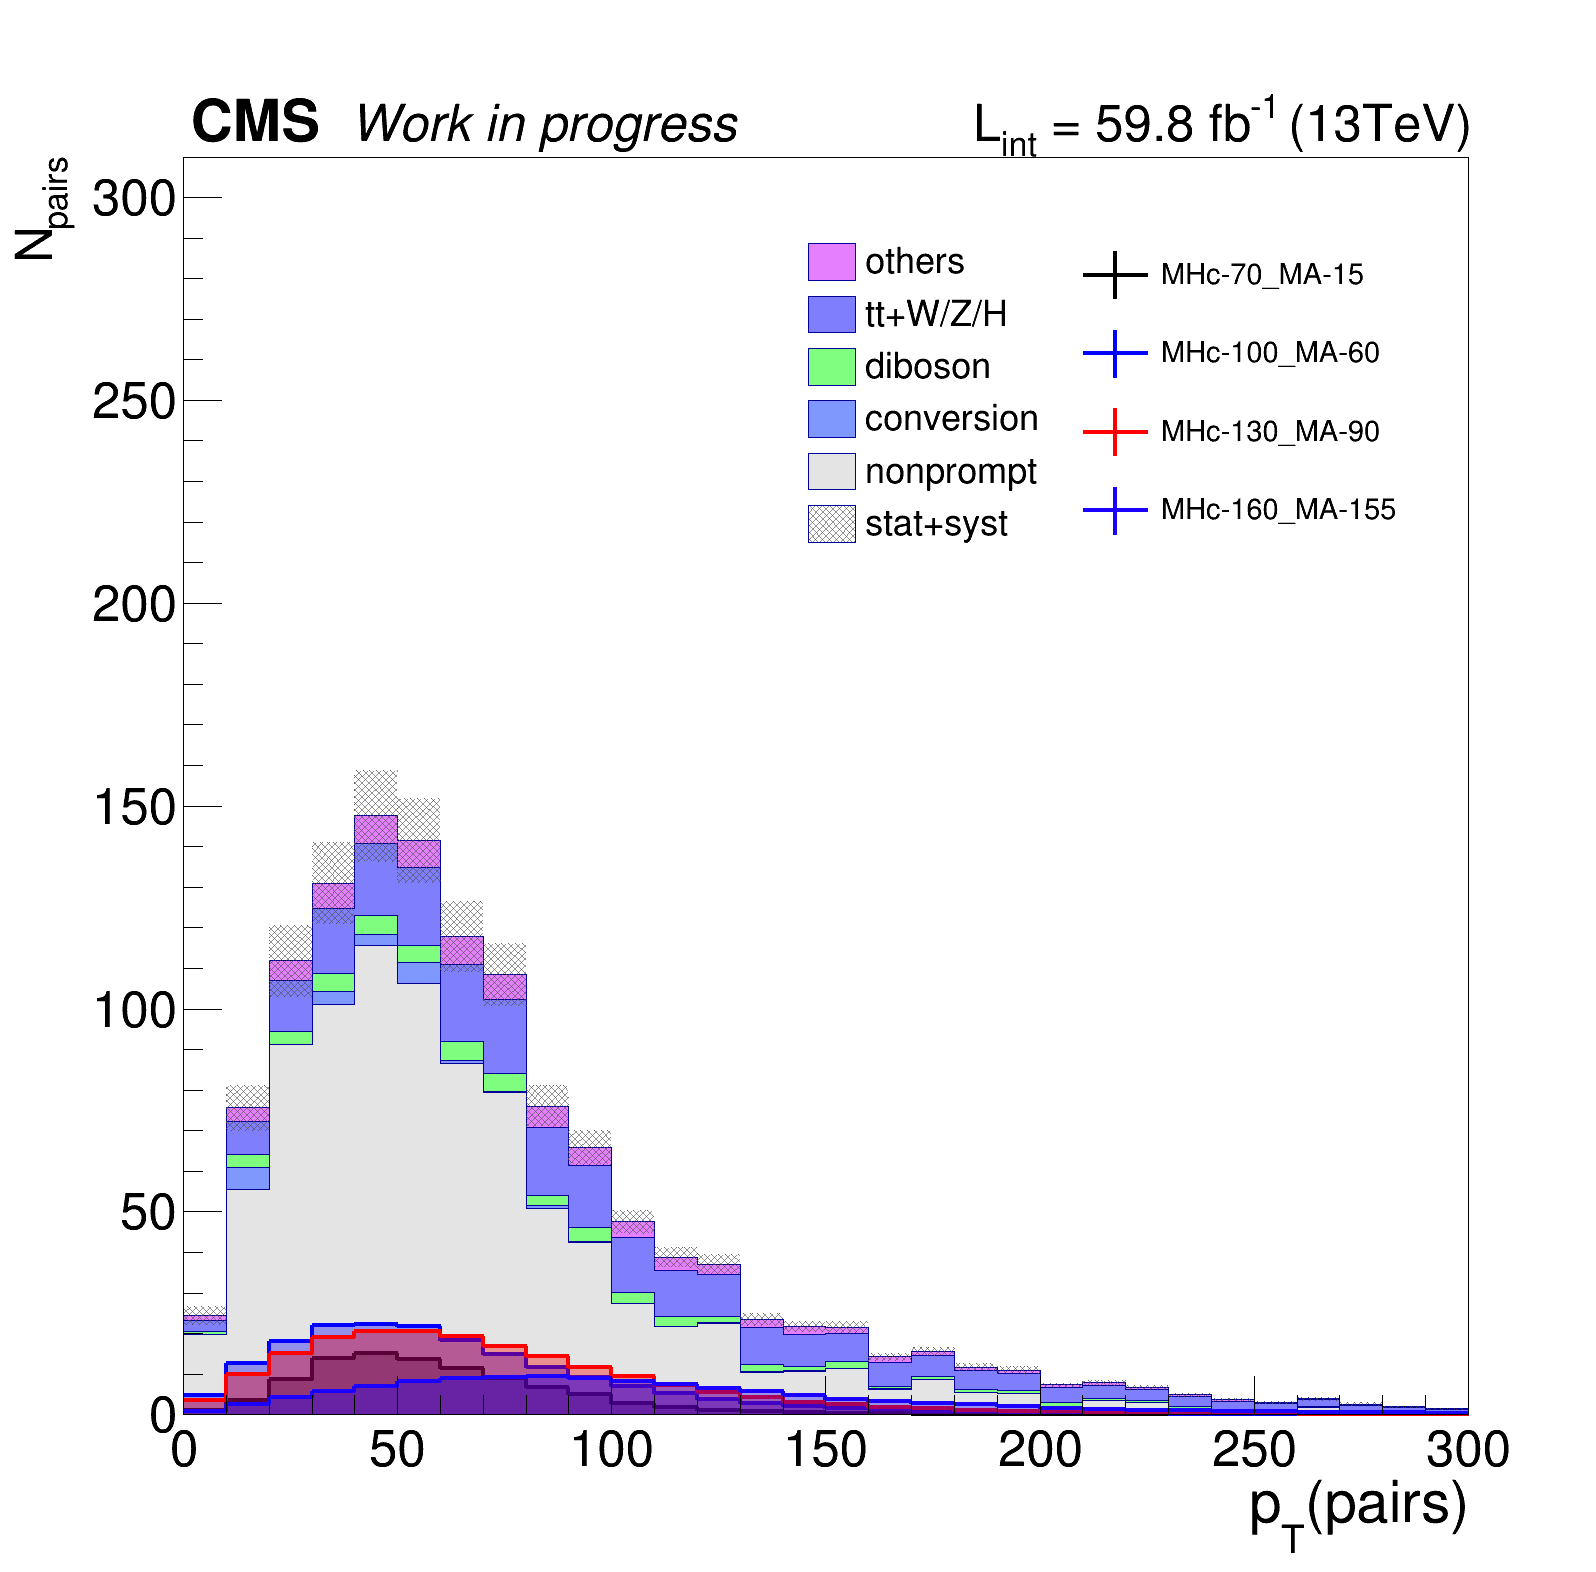 CMS Work in progress L_int = 59.8 fb^-1 (13TeV)
N_pairs
300
250
200
150
100
50
0
others
tt+W/Z/H
diboson
conversion
nonprompt
stat+syst
MHc-70_MA-15
MHc-100_MA-60
MHc-130_MA-90
MHc-160_MA-155
0 50 100 150 200 250 300
p_T(pairs)